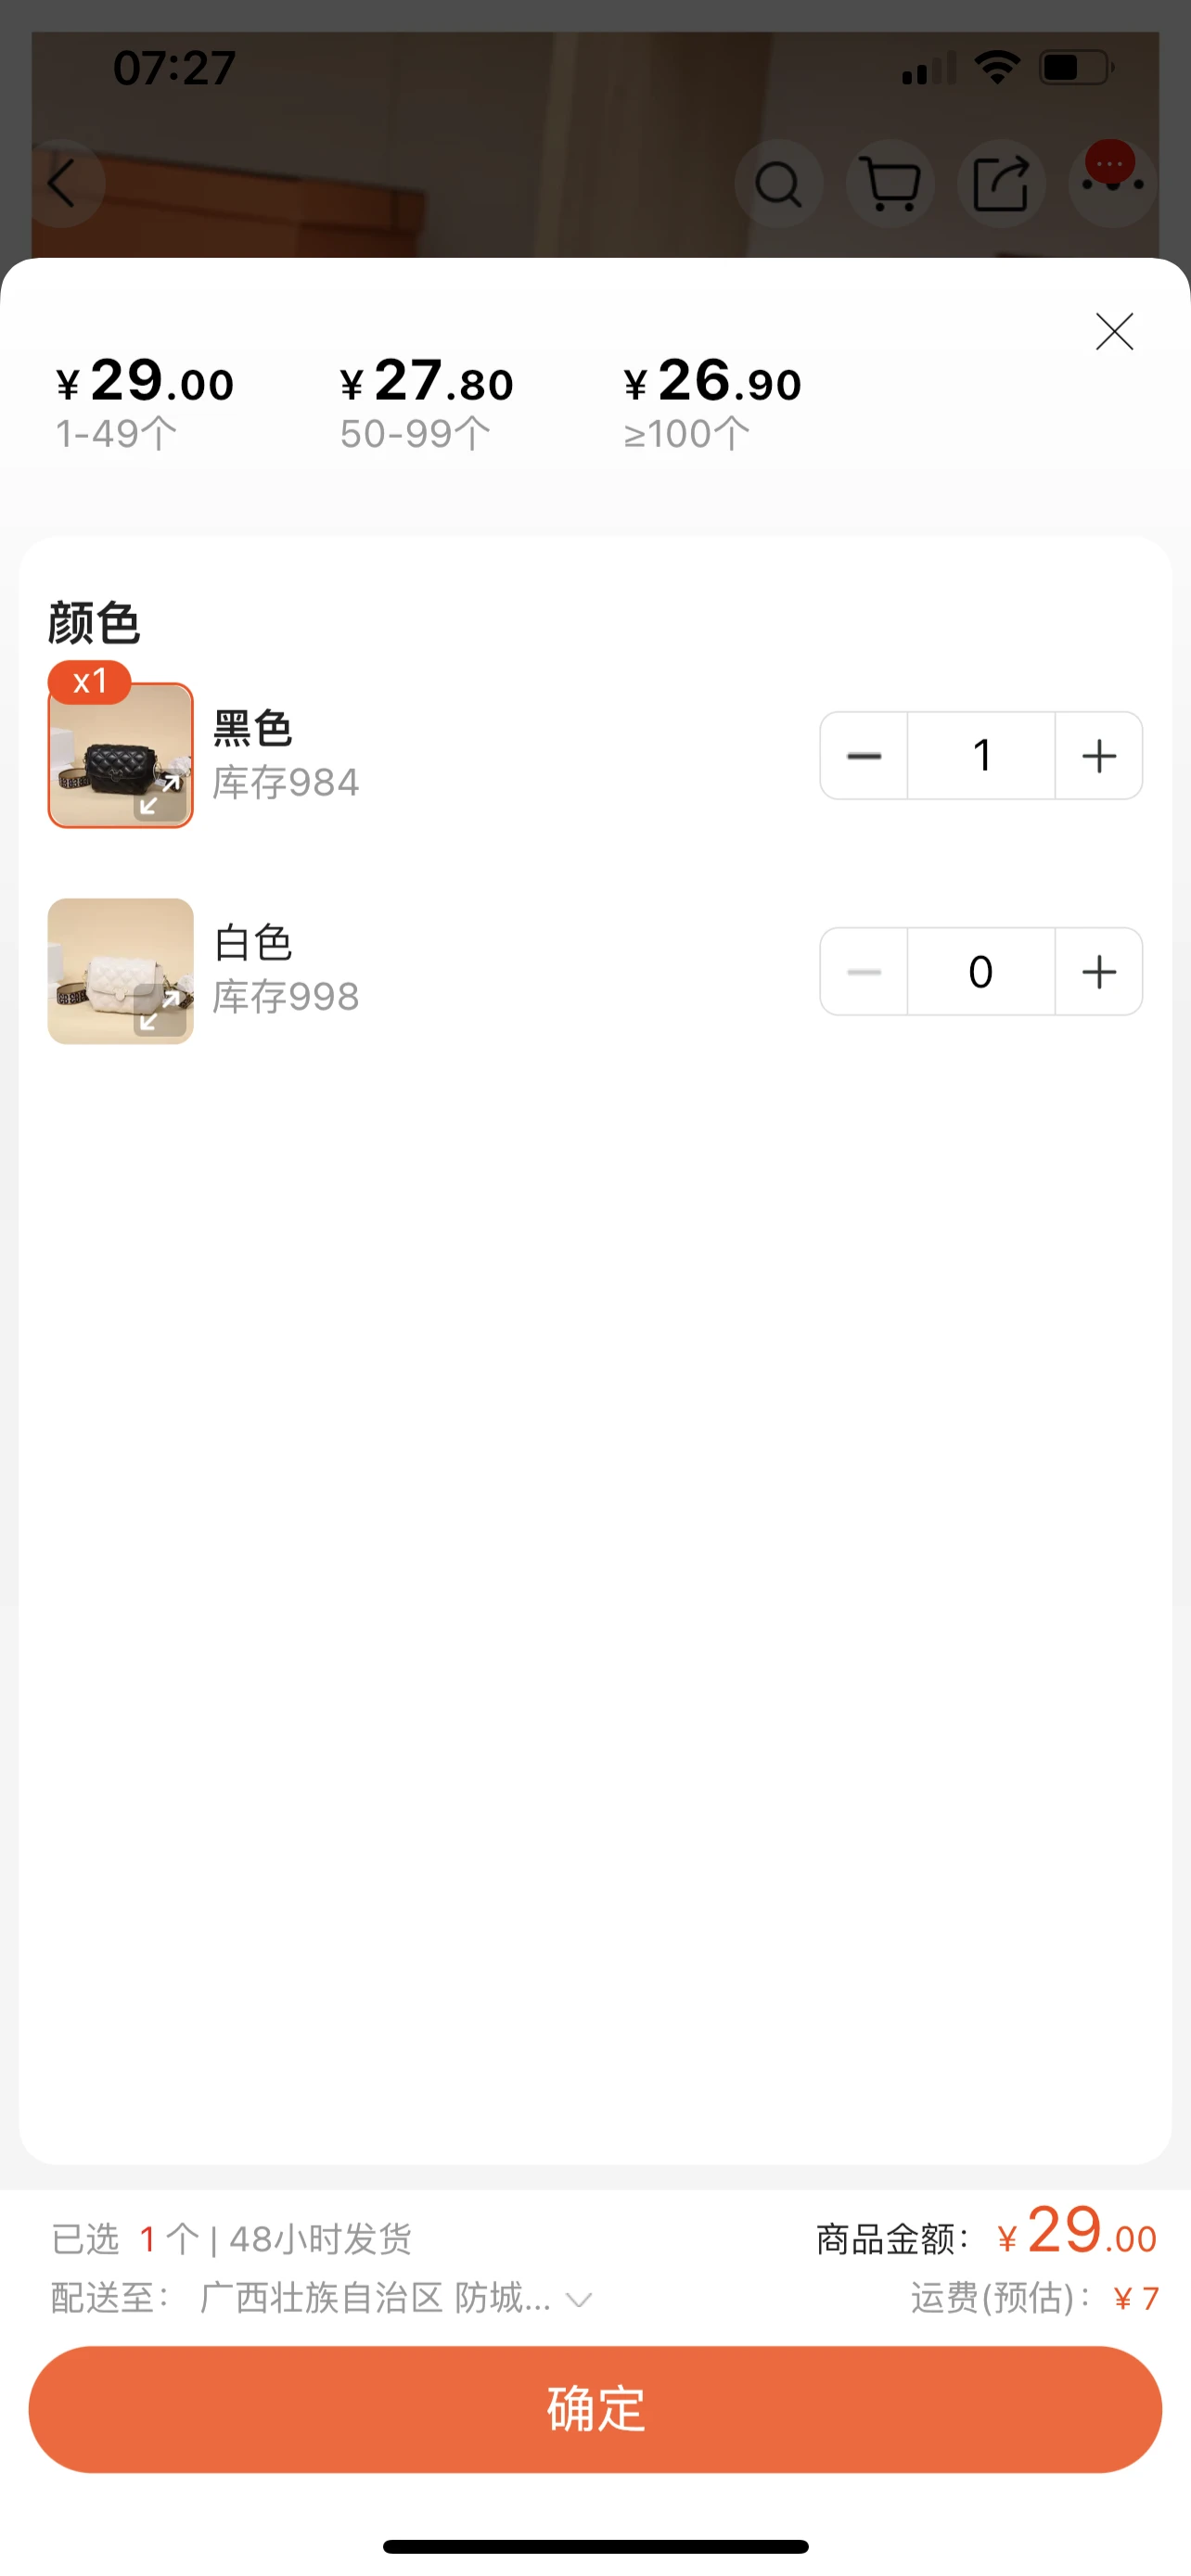 07:27
¥29.00 ¥27.80 ¥26.90
1-49个 50-99个 ≥100个
颜色
x1
黑色
库存984
1
白色
库存998
0
已选 1 个 | 48小时发货 商品金额: ¥29.00
配送至: 广西壮族自治区 防城... 运费(预估): ¥7
确定